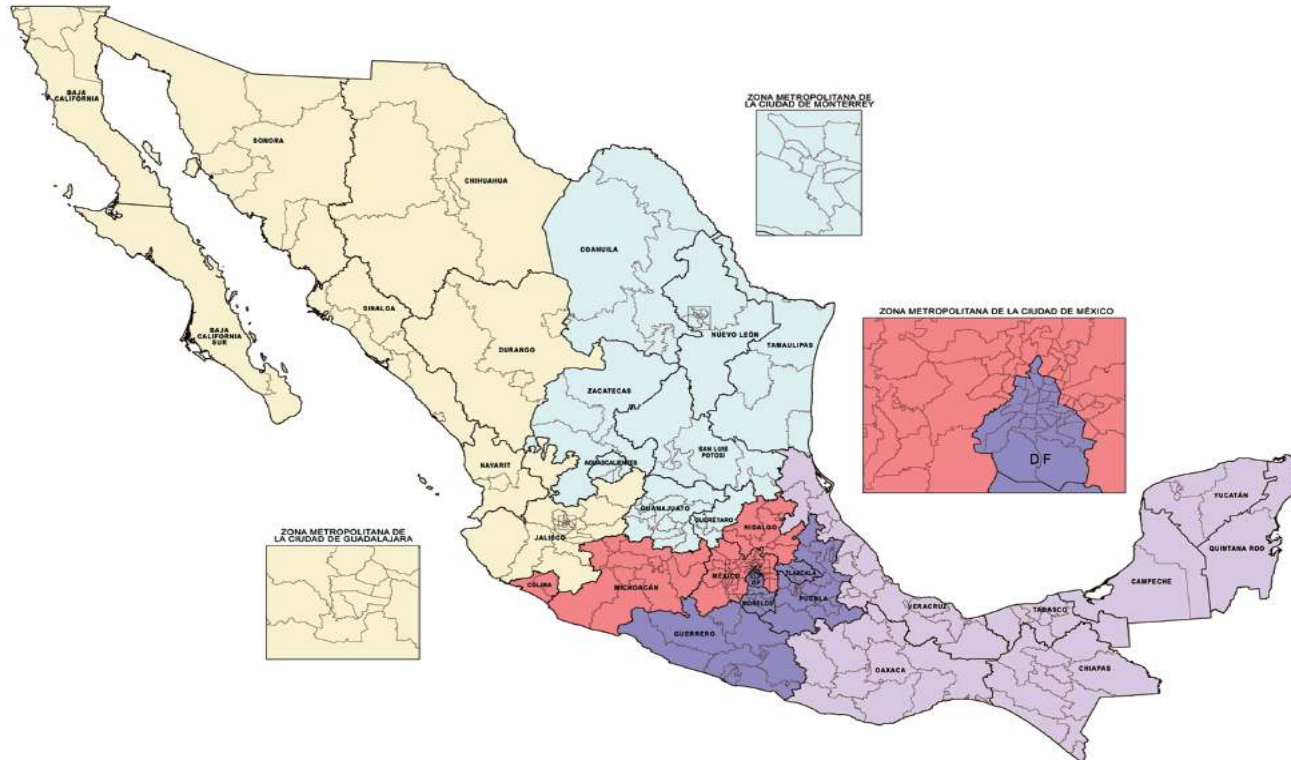 BAJA
CALIFORNIA
SONORA
CHIHUAHUA
ZONA METROPOLITANA DE
LA CIUDAD DE MONTERREY
COAHUILA
BAJA
CALIFORNIA
SUR
SINALOA
DURANGO
NUEVO LEÓN
TAMAULIPAS
ZONA METROPOLITANA DE LA CIUDAD DE MÉXICO
D F
ZACATECAS
NAYARIT
AGUASCALIENTES
SAN LUIS
POTOSÍ
GUANAJUATO
QUERÉTARO
HIDALGO
YUCATÁN
QUINTANA ROO
CAMPECHE
ZONA METROPOLITANA DE
LA CIUDAD DE GUADALAJARA
JALISCO
COLIMA
MICHOACÁN
MÉXICO
TLAXCALA
MORELOS
PUEBLA
VERACRUZ
TABASCO
GUERRERO
OAXACA
CHIAPAS